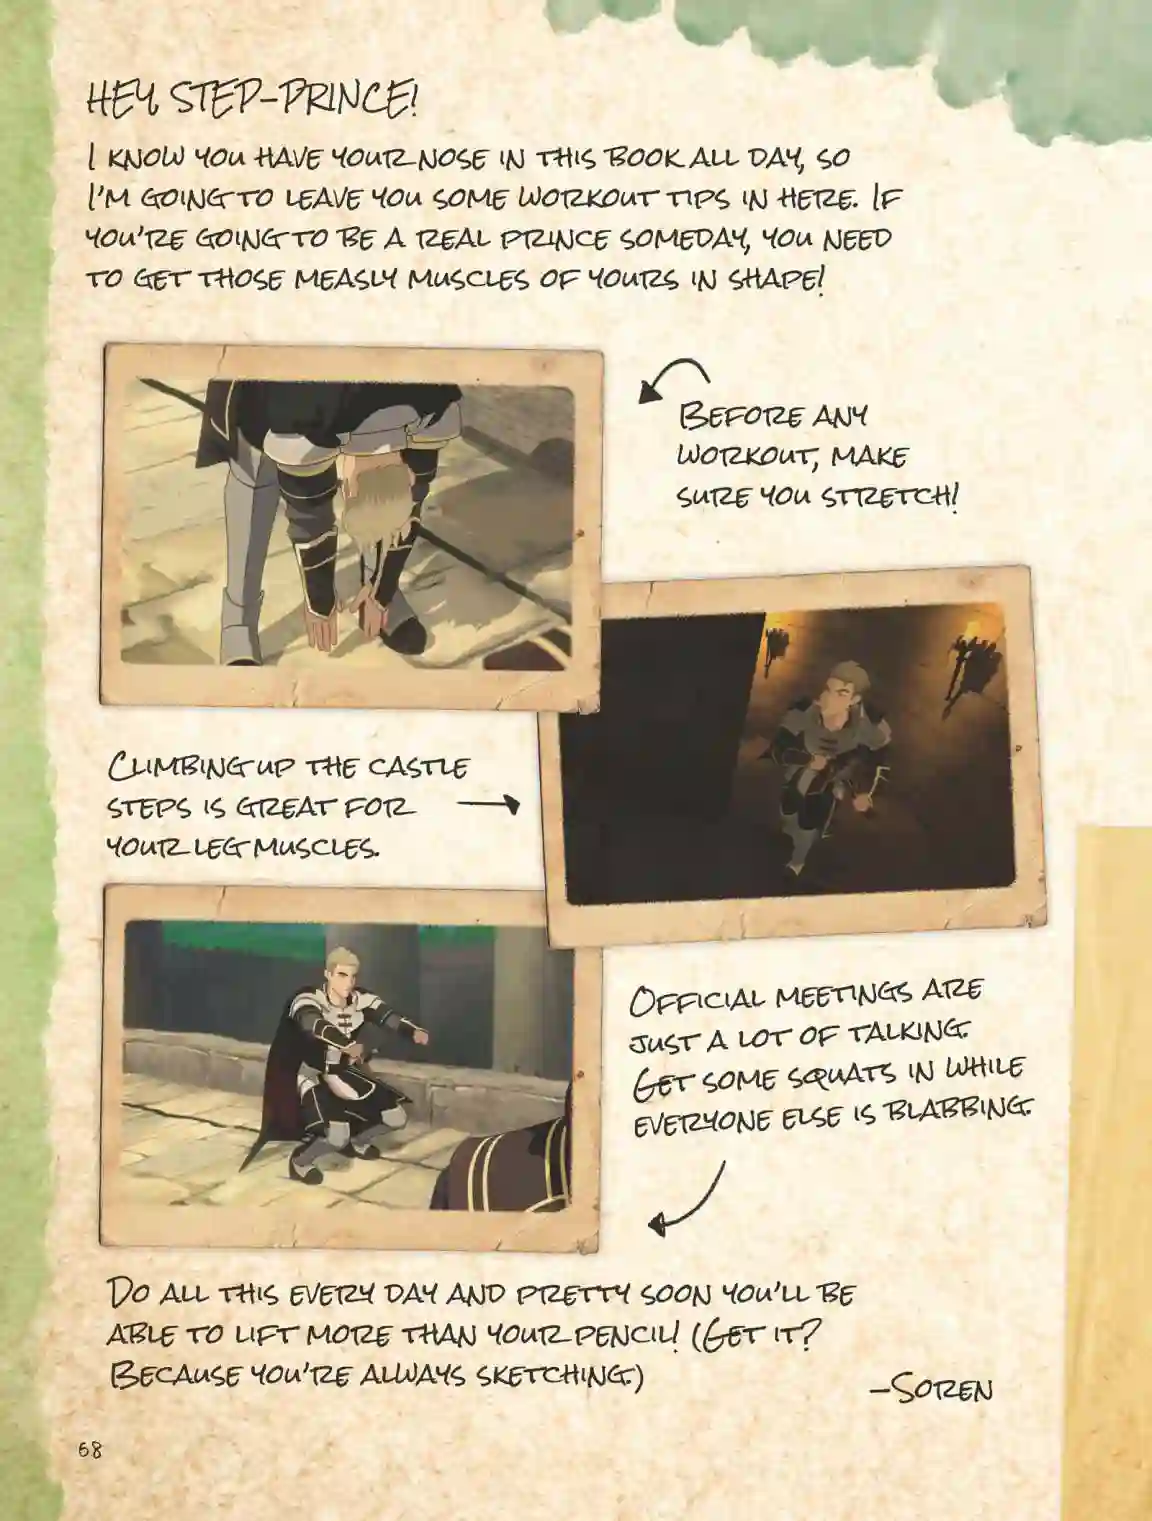 HEY, STEP-PRINCE!
I KNOW YOU HAVE YOUR NOSE IN THIS BOOK ALL DAY, SO
I'M GOING TO LEAVE YOU SOME WORKOUT TIPS IN HERE. IF
YOU'RE GOING TO BE A REAL PRINCE SOMEDAY, YOU NEED
TO GET THOSE MEASLY MUSCLES OF YOURS IN SHAPE!
BEFORE ANY
WORKOUT, MAKE
SURE YOU STRETCH!
CLIMBING UP THE CASTLE
STEPS IS GREAT FOR
YOUR LEG MUSCLES.
OFFICIAL MEETINGS ARE
JUST A LOT OF TALKING.
GET SOME SQUATS IN WHILE
EVERYONE ELSE IS BLABBING.
DO ALL THIS EVERY DAY AND PRETTY SOON YOU'LL BE
ABLE TO LIFT MORE THAN YOUR PENCIL! (GET IT?
BECAUSE YOU'RE ALWAYS SKETCHING.)
–SOREN
68